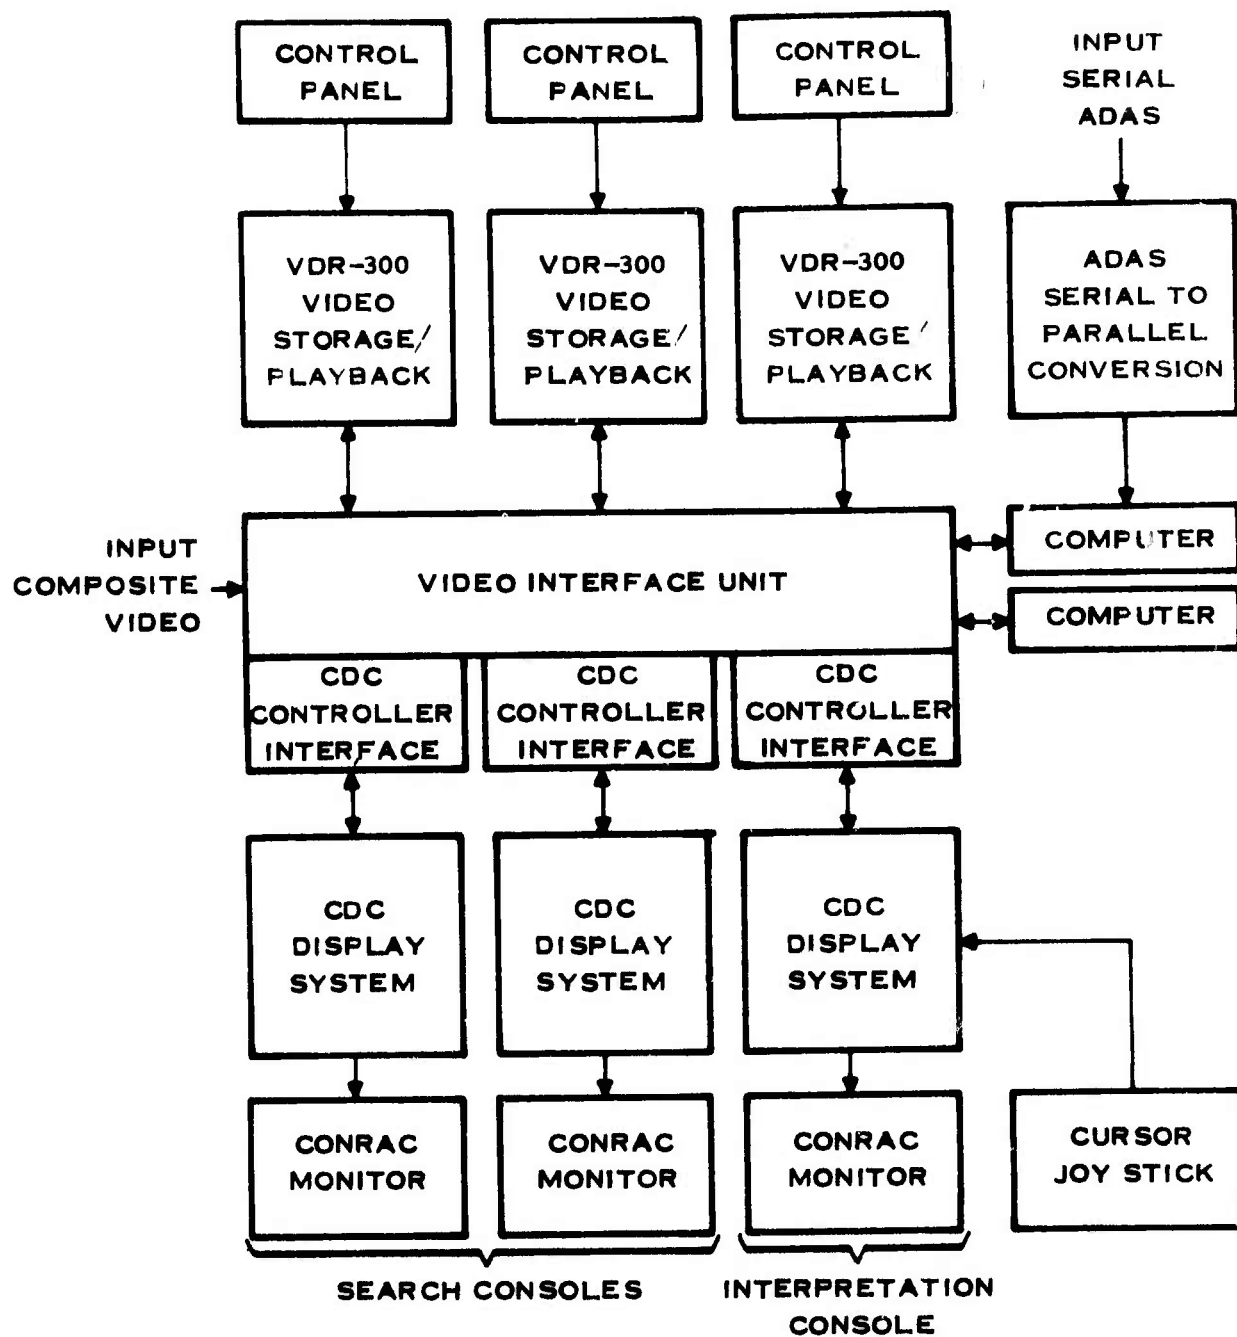 CONTROL
PANEL
CONTROL
PANEL
CONTROL
PANEL
INPUT
SERIAL
ADAS
VDR-300
VIDEO
STORAGE/
PLAYBACK
VDR-300
VIDEO
STORAGE/
PLAYBACK
VDR-300
VIDEO
STORAGE/
PLAYBACK
ADAS
SERIAL TO
PARALLEL
CONVERSION
INPUT
COMPOSITE
VIDEO
VIDEO INTERFACE UNIT
COMPUTER
COMPUTER
CDC
CONTROLLER
INTERFACE
CDC
CONTROLLER
INTERFACE
CDC
CONTROLLER
INTERFACE
CDC
DISPLAY
SYSTEM
CDC
DISPLAY
SYSTEM
CDC
DISPLAY
SYSTEM
CONRAC
MONITOR
CONRAC
MONITOR
CONRAC
MONITOR
CURSOR
JOY STICK
SEARCH CONSOLES
INTERPRETATION
CONSOLE